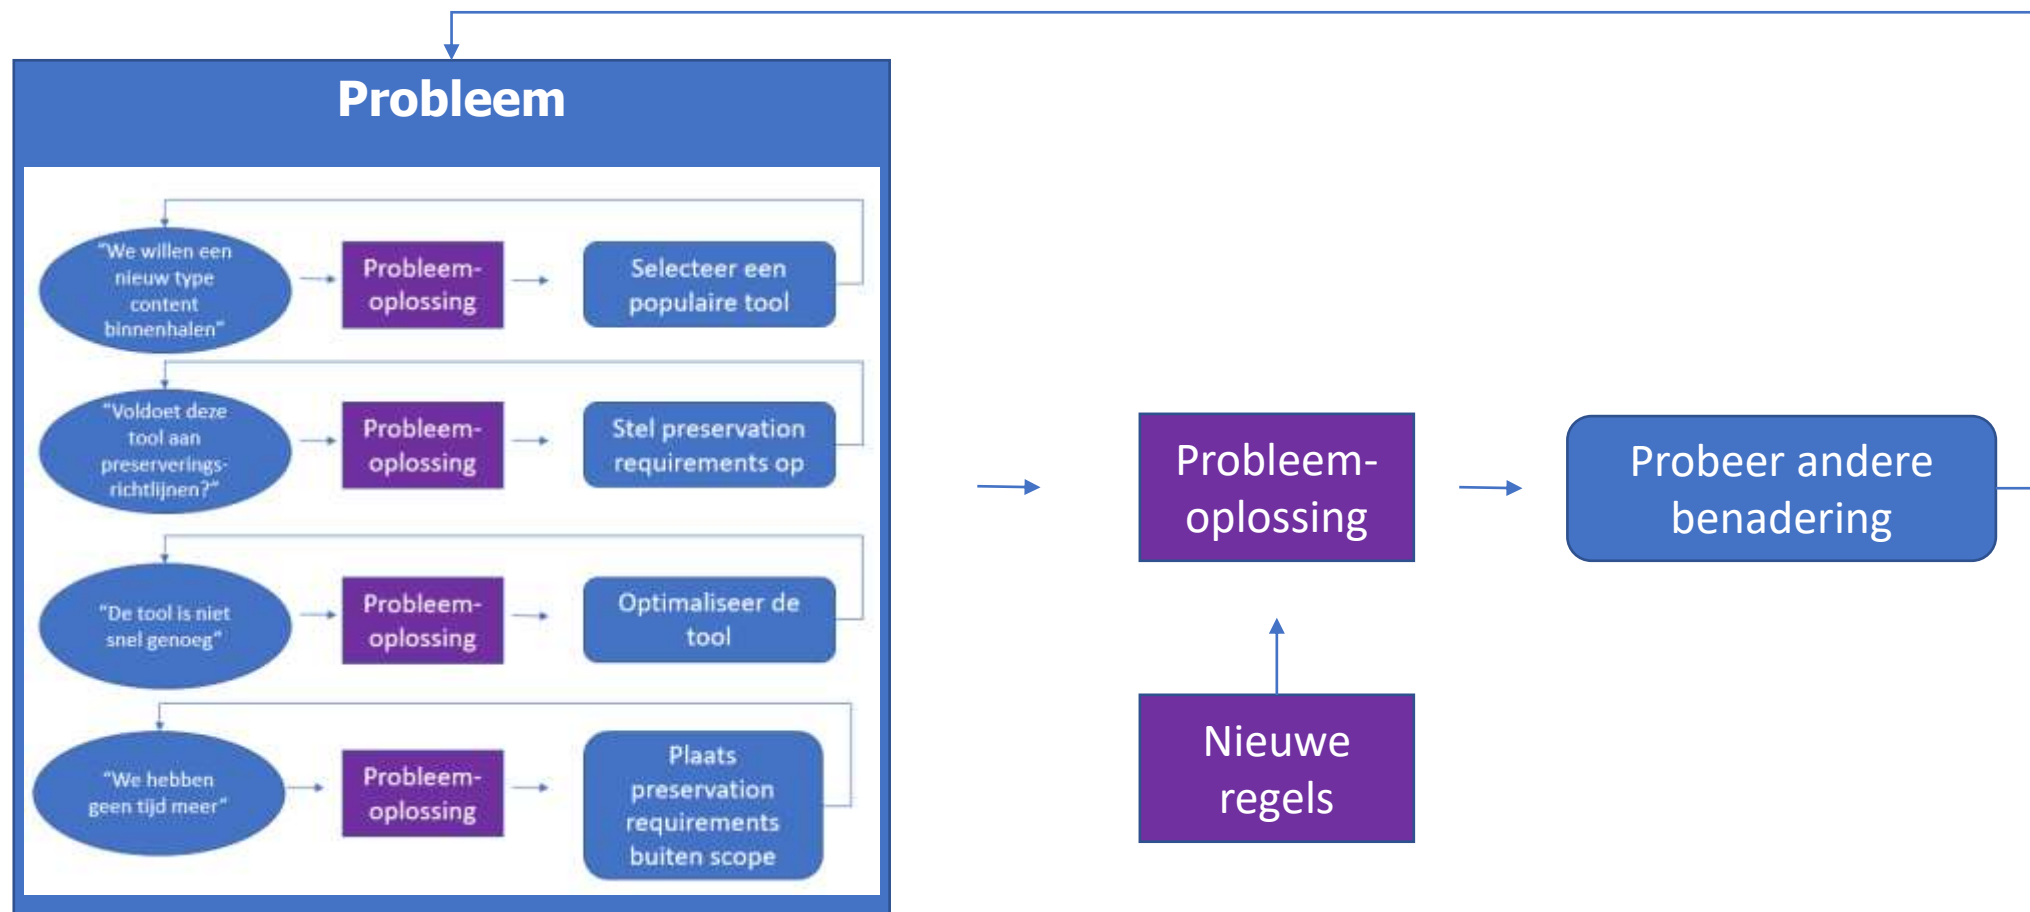 Probleem
“We willen een
nieuw type
content
binnenhalen”
Probleem-
oplossing
Selecteer een
populaire tool
“Voldoet deze
tool aan
preserverings-
richtlijnen?”
Probleem-
oplossing
Stel preservation
requirements op
“De tool is niet
snel genoeg”
Probleem-
oplossing
Optimaliseer de
tool
“We hebben
geen tijd meer”
Probleem-
oplossing
Plaats
preservation
requirements
buiten scope
Probleem-
oplossing
Probeer andere
benadering
Nieuwe
regels